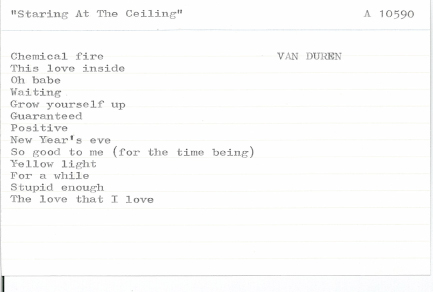 "Staring At The Ceiling" A 10590
Chemical fire VAN DUREN
This love inside
Oh babe
Waiting
Grow yourself up
Guaranteed
Positive
New Year's eve
So good to me (for the time being)
Yellow light
For a while
Stupid enough
The love that I love